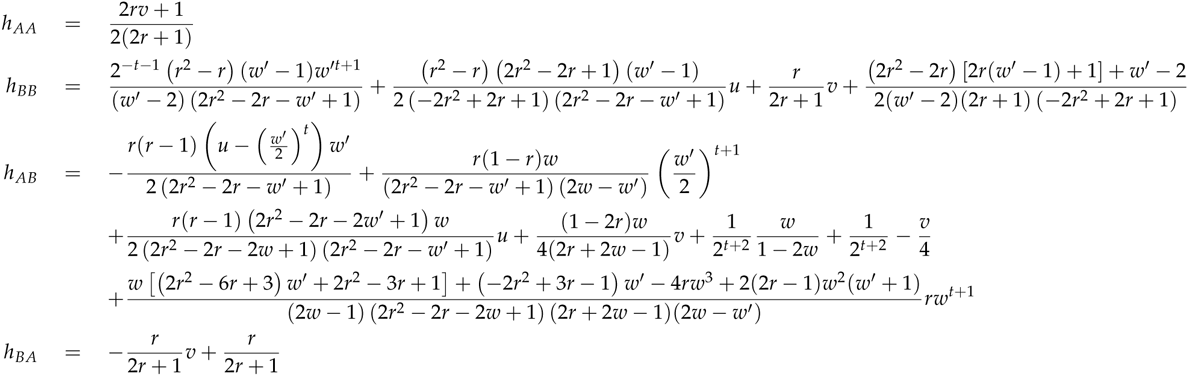 h_{AA} = \frac{2rv + 1}{2(2r + 1)}
h_{BB} = \frac{2^{-t-1} (r^2 - r) (w' - 1)w'^{t+1}}{(w' - 2) (2r^2 - 2r - w' + 1)} + \frac{(r^2 - r) (2r^2 - 2r + 1) (w' - 1)}{2 (-2r^2 + 2r + 1) (2r^2 - 2r - w' + 1)} u + \frac{r}{2r + 1} v + \frac{(2r^2 - 2r) [2r(w' - 1) + 1] + w' - 2}{2(w' - 2)(2r + 1) (-2r^2 + 2r + 1)}
h_{AB} = -\frac{r(r - 1) \left(u - \left(\frac{w'}{2}\right)^t\right) w'}{2 (2r^2 - 2r - w' + 1)} + \frac{r(1 - r)w}{(2r^2 - 2r - w' + 1) (2w - w')} \left(\frac{w'}{2}\right)^{t+1}
+\frac{r(r - 1) (2r^2 - 2r - 2w' + 1) w}{2 (2r^2 - 2r - 2w + 1) (2r^2 - 2r - w' + 1)} u + \frac{(1 - 2r)w}{4(2r + 2w - 1)} v + \frac{1}{2^{t+2}} \frac{w}{1 - 2w} + \frac{1}{2^{t+2}} - \frac{v}{4}
+\frac{w [(2r^2 - 6r + 3) w' + 2r^2 - 3r + 1] + (-2r^2 + 3r - 1) w' - 4rw^3 + 2(2r - 1)w^2(w' + 1)}{(2w - 1) (2r^2 - 2r - 2w + 1) (2r + 2w - 1)(2w - w')} rw^{t+1}
h_{BA} = -\frac{r}{2r + 1} v + \frac{r}{2r + 1}